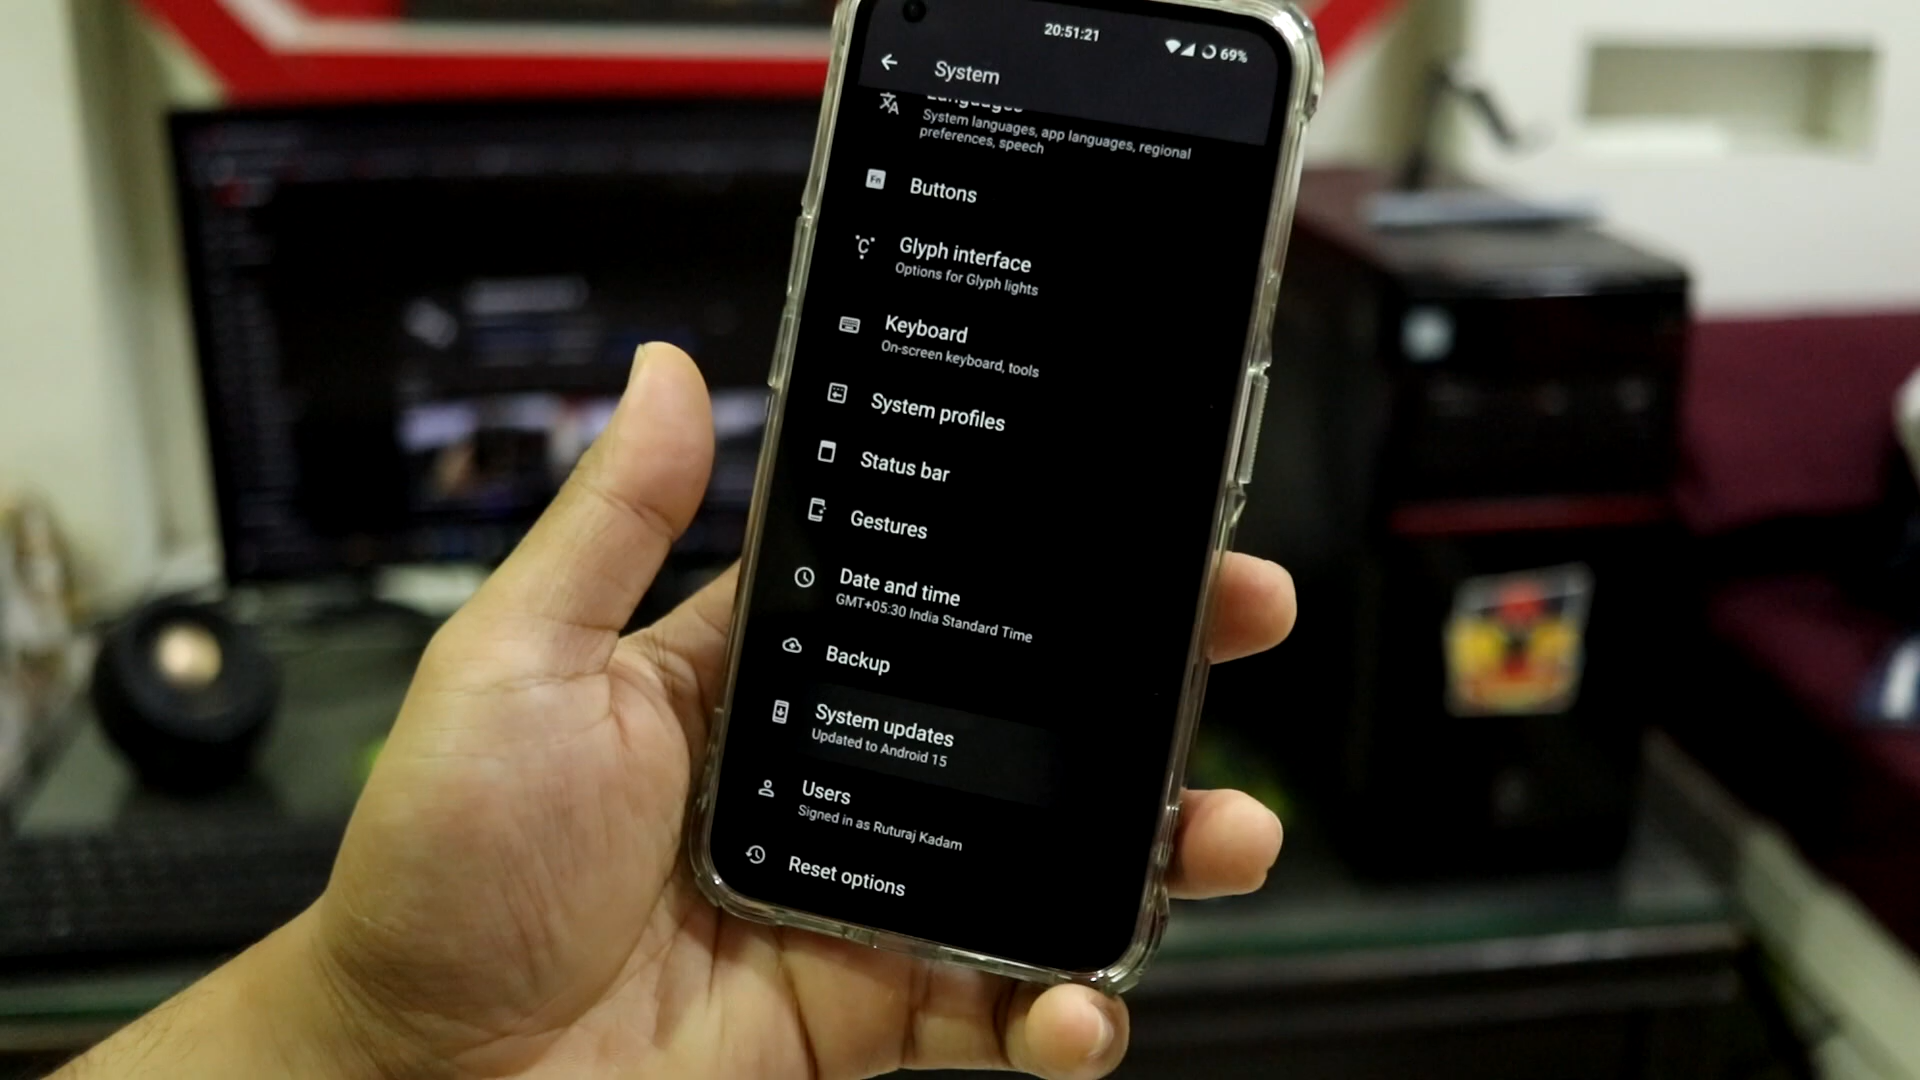 20:51:21
69%
System
Languages
System languages, app languages, regional
preferences, speech
Fn
Buttons
Glyph interface
Options for Glyph lights
Keyboard
On-screen keyboard, tools
System profiles
Status bar
Gestures
Date and time
GMT+05:30 India Standard Time
Backup
System updates
Updated to Android 15
Users
Signed in as Ruturaj Kadam
Reset options